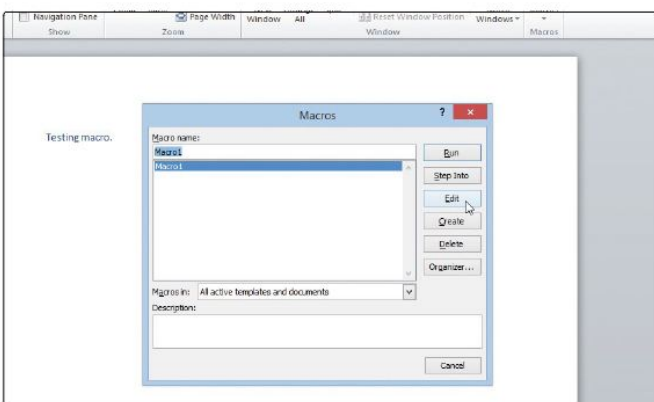 Navigation Pane
Page Width
Window
All
Reset Window Position
Windows
Show
Zoom
Window
Macros
Macros
?
Testing macro.
Macro name:
Macro1
Run
Macro1
Step Into
Edit
Create
Delete
Organizer...
Macros in: All active templates and documents
Description:
Cancel